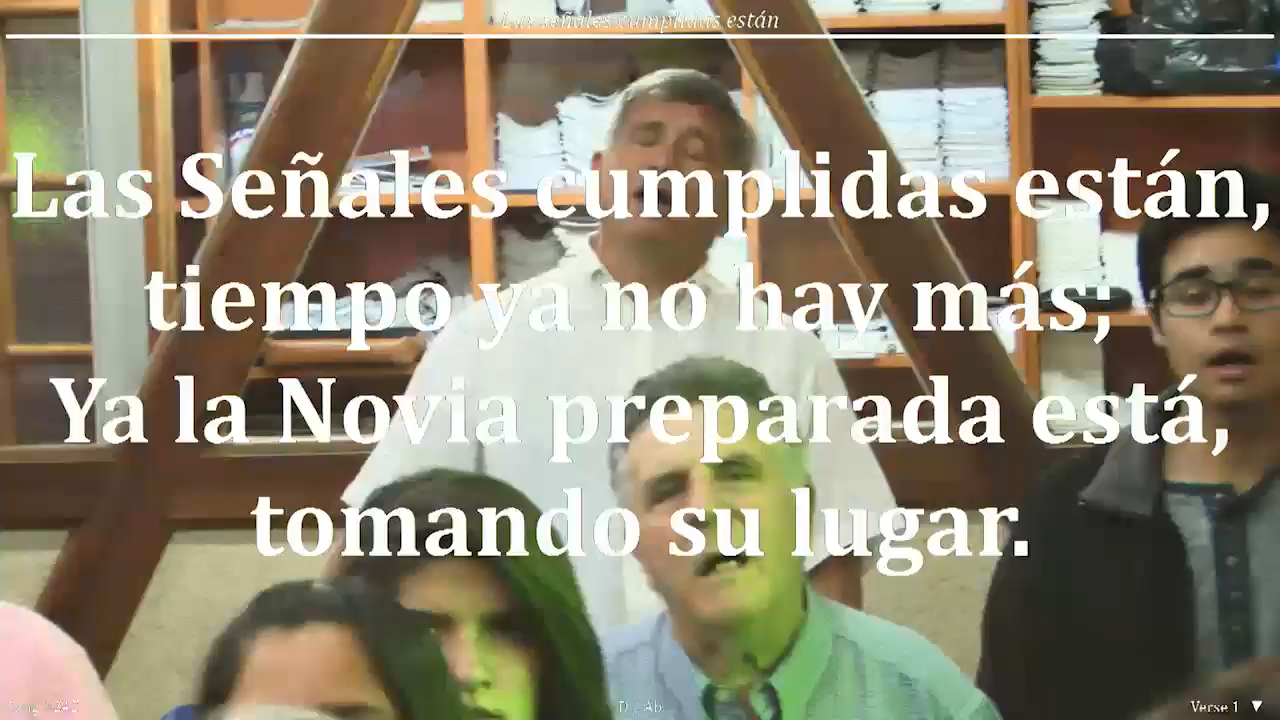 Las señales cumplidas están
Las Señales cumplidas están,
tiempo ya no hay más;
Ya la Novia preparada está,
tomando su lugar.
D / Ab
Verse 1 ▼